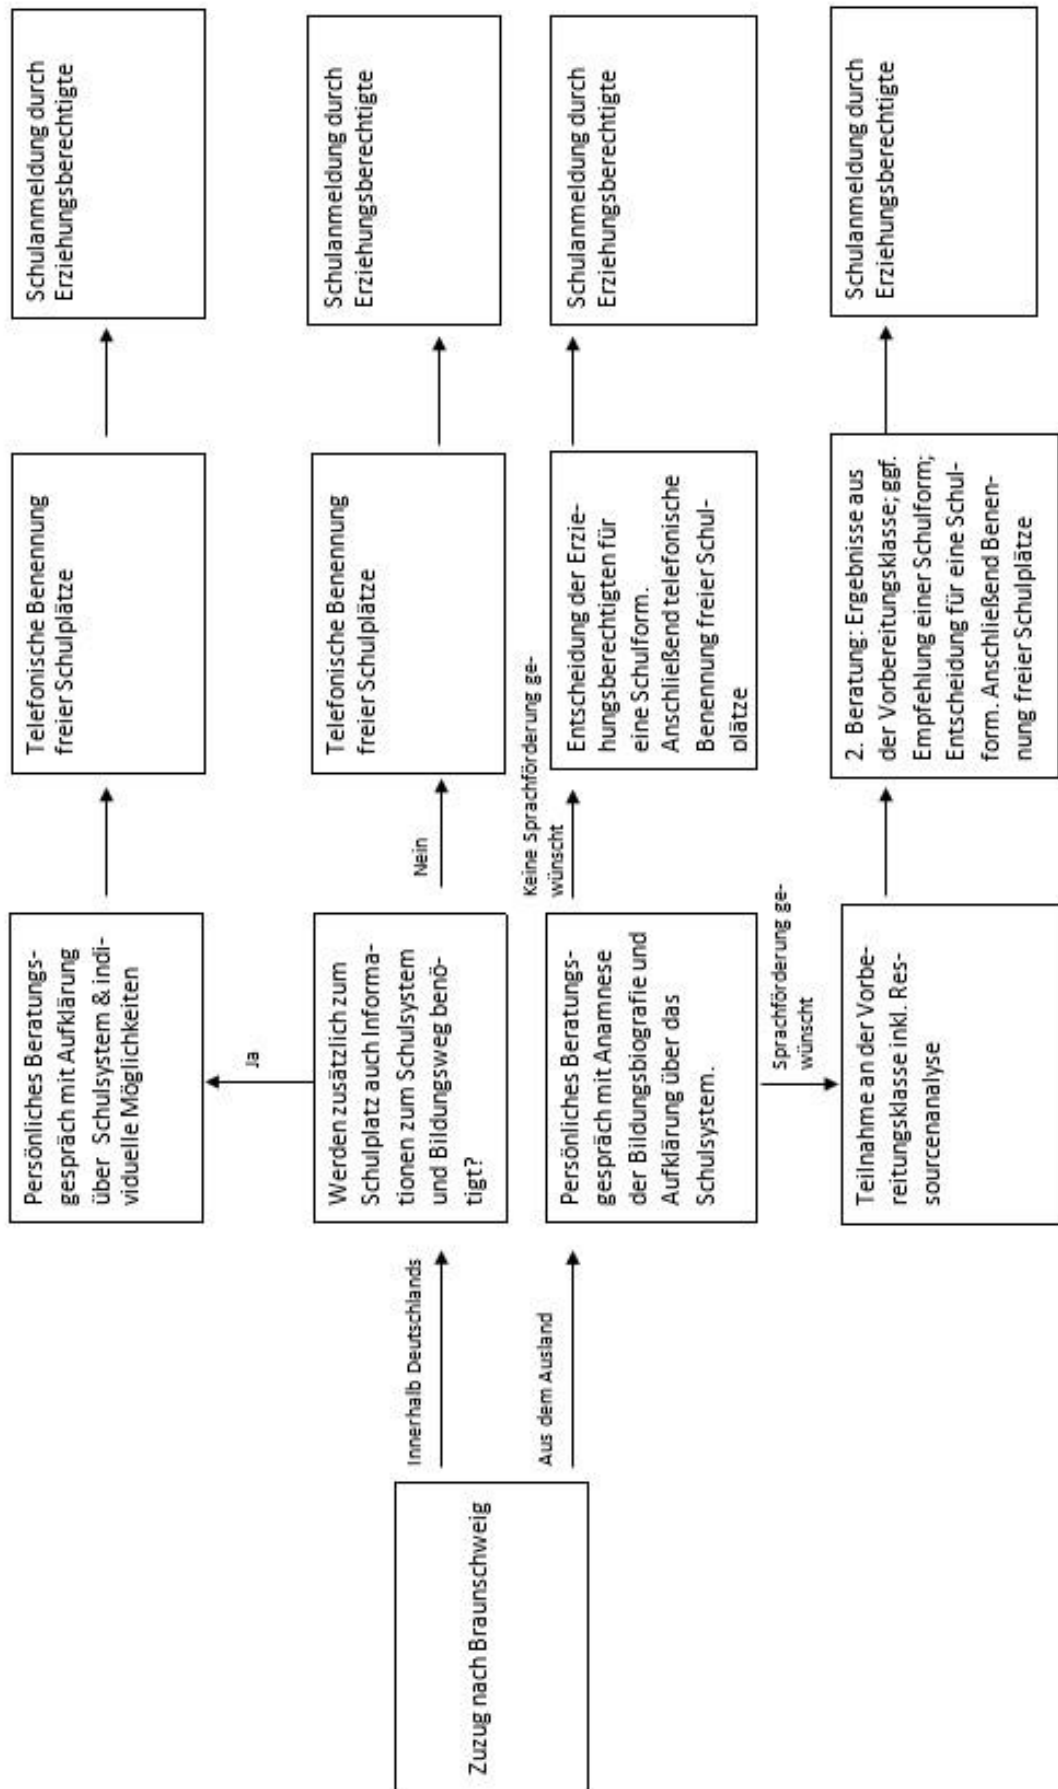 Zuzug nach Braunschweig
Innerhalb Deutschlands
Aus dem Ausland
Persönliches Beratungs-
gespräch mit Aufklärung
über Schulsystem & indi-
viduelle Möglichkeiten
Telefonische Benennung
freier Schulplätze
Schulanmeldung durch
Erziehungsberechtigte
Ja
Werden zusätzlich zum
Schulplatz auch Informa-
tionen zum Schulsystem
und Bildungsweg benö-
tigt?
Nein
Telefonische Benennung
freier Schulplätze
Schulanmeldung durch
Erziehungsberechtigte
Persönliches Beratungs-
gespräch mit Anamnese
der Bildungsbiografie und
Aufklärung über das
Schulsystem.
Keine Sprachförderung ge-
wünscht
Entscheidung der Erzie-
hungsberechtigten für
eine Schulform.
Anschließend telefonische
Benennung freier Schul-
plätze
Schulanmeldung durch
Erziehungsberechtigte
Sprachförderung ge-
wünscht
Teilnahme an der Vorbe-
reitungsklasse inkl. Res-
sourcenanalyse
2. Beratung: Ergebnisse aus
der Vorbereitungsklasse; ggf.
Empfehlung einer Schulform;
Entscheidung für eine Schul-
form. Anschließend Benen-
nung freier Schulplätze
Schulanmeldung durch
Erziehungsberechtigte